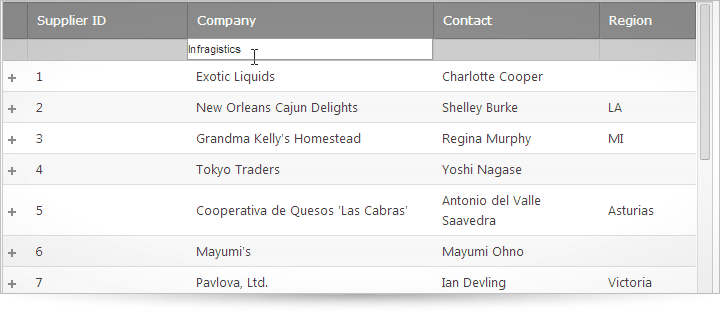 Supplier ID Company Contact Region
Infragistics
1 Exotic Liquids Charlotte Cooper
2 New Orleans Cajun Delights Shelley Burke LA
3 Grandma Kelly's Homestead Regina Murphy MI
4 Tokyo Traders Yoshi Nagase
5 Cooperativa de Quesos 'Las Cabras' Antonio del Valle Saavedra Asturias
6 Mayumi's Mayumi Ohno
7 Pavlova, Ltd. Ian Devling Victoria